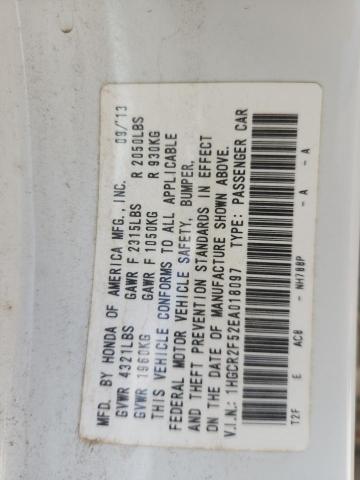 MFD. BY HONDA OF AMERICA MFG., INC. 09/'13
GVWR 4321LBS GAWR F 2315LBS R 2050LBS
GVWR 1960KG GAWR F 1050KG R 930KG
THIS VEHICLE CONFORMS TO ALL APPLICABLE
FEDERAL MOTOR VEHICLE SAFETY, BUMPER,
AND THEFT PREVENTION STANDARDS IN EFFECT
ON THE DATE OF MANUFACTURE SHOWN ABOVE.
V.I.N.: 1HGCR2F52EA018097 TYPE: PASSENGER CAR
T2F E AC8 - NH788P - A - A